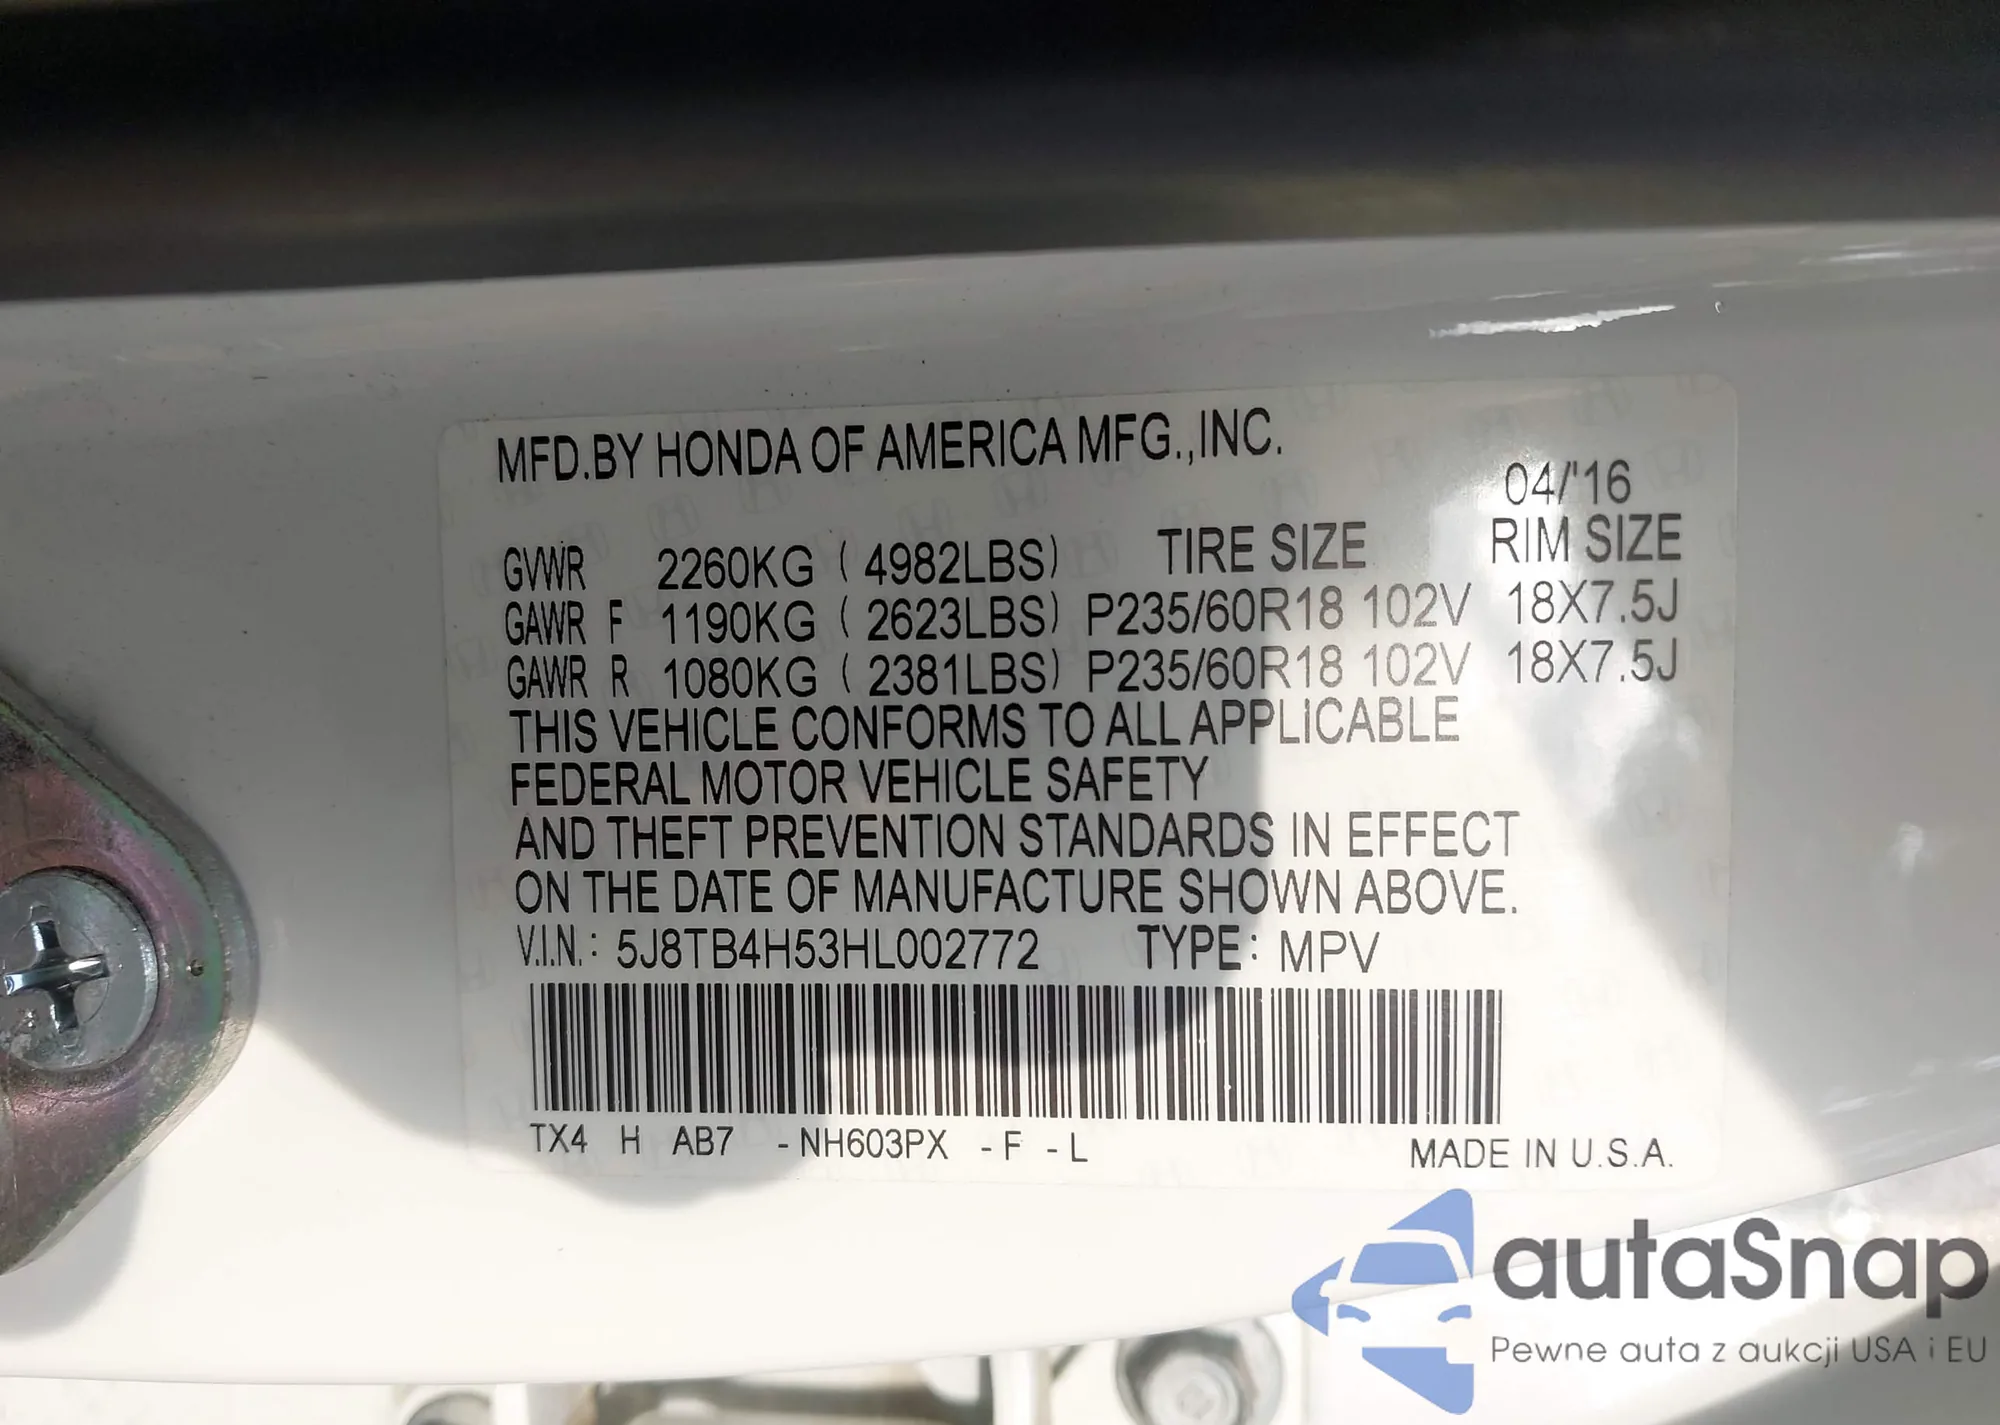 MFD.BY HONDA OF AMERICA MFG.,INC.
04/'16
GVWR 2260KG ( 4982LBS) TIRE SIZE RIM SIZE
GAWR F 1190KG ( 2623LBS) P235/60R18 102V 18X7.5J
GAWR R 1080KG ( 2381LBS) P235/60R18 102V 18X7.5J
THIS VEHICLE CONFORMS TO ALL APPLICABLE
FEDERAL MOTOR VEHICLE SAFETY
AND THEFT PREVENTION STANDARDS IN EFFECT
ON THE DATE OF MANUFACTURE SHOWN ABOVE.
V.I.N.: 5J8TB4H53HL002772 TYPE: MPV
TX4 H AB7 -NH603PX -F -L MADE IN U.S.A.
autaSnap
Pewne auta z aukcji USA i EU